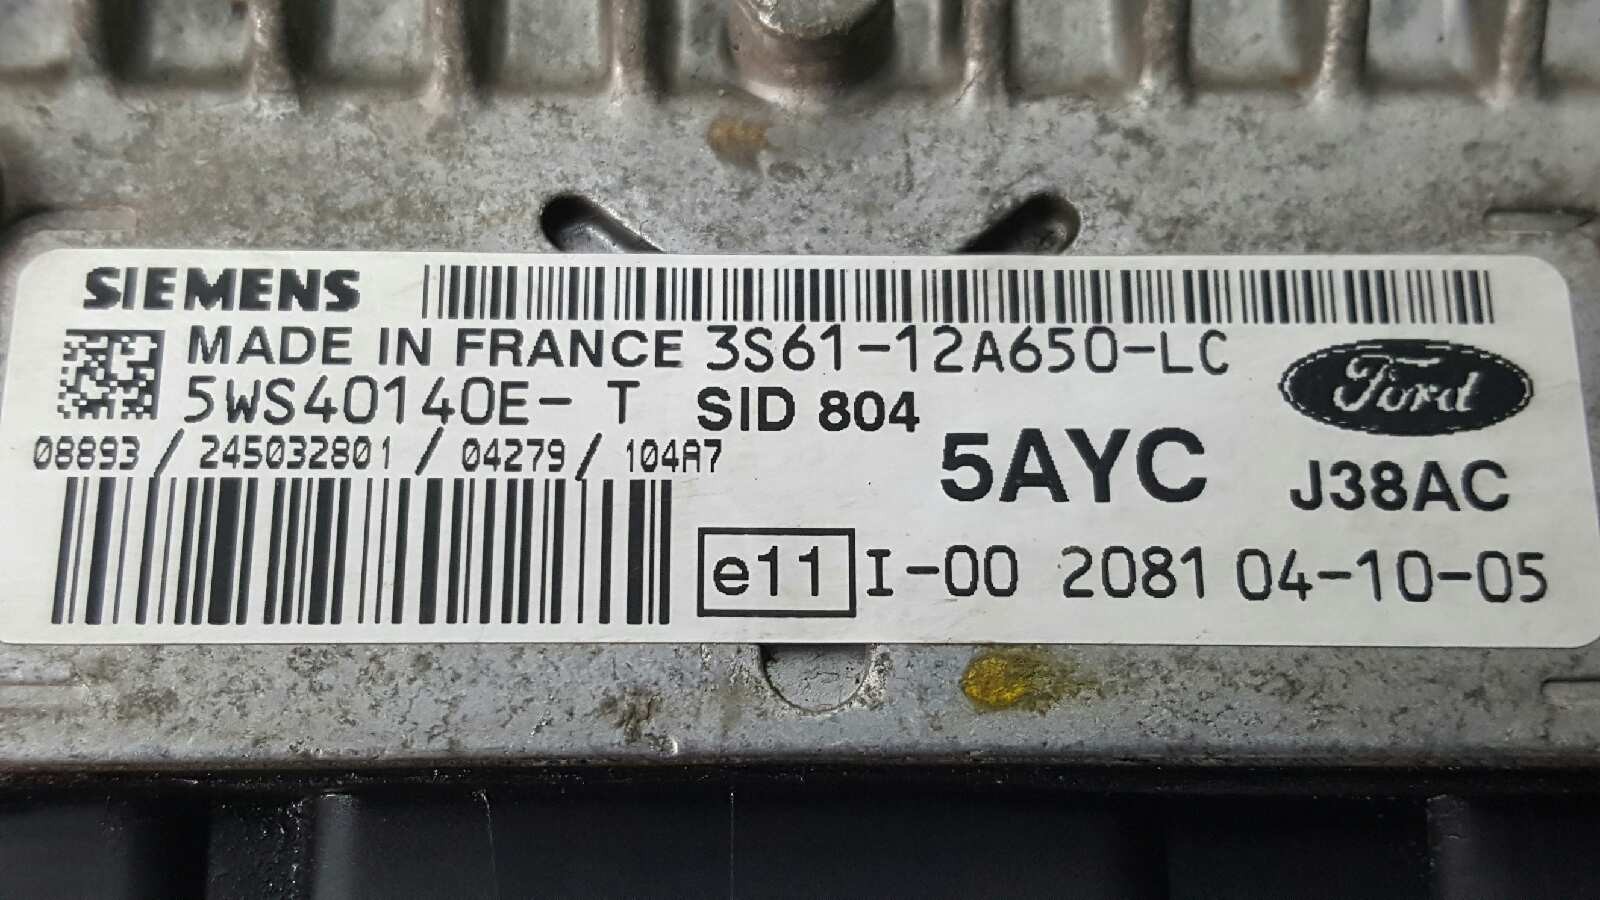 SIEMENS
MADE IN FRANCE 3S61-12A650-LC
Ford
5WS40140E- T SID 804
08893 / 245032801 / 04279 / 104A7
5AYC J38AC
e11 I-00 2081 04-10-05